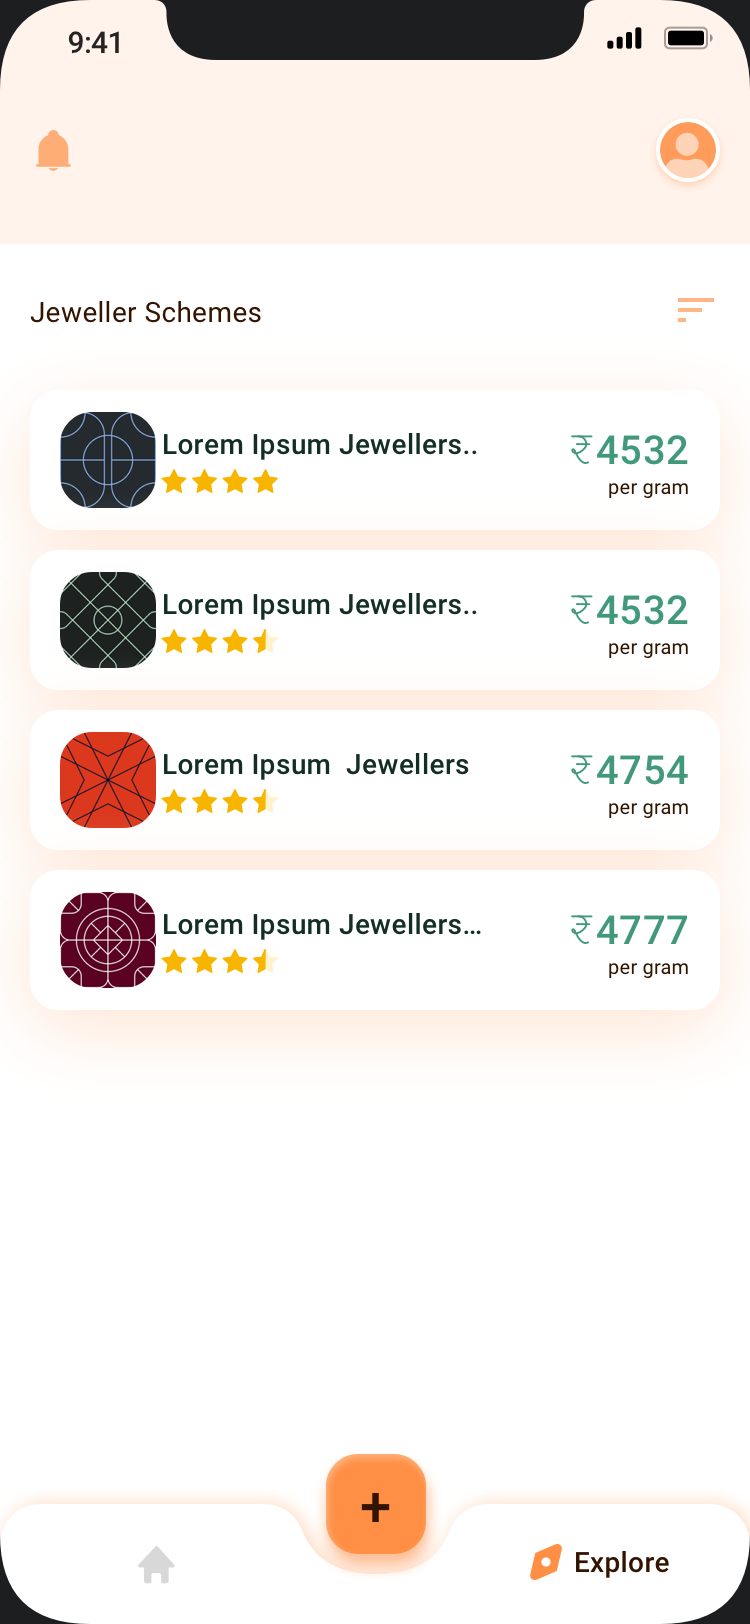 9:41
Jeweller Schemes
Lorem Ipsum Jewellers..
₹4532
per gram
Lorem Ipsum Jewellers..
₹4532
per gram
Lorem Ipsum  Jewellers
₹4754
per gram
Lorem Ipsum Jewellers...
₹4777
per gram
+
Explore